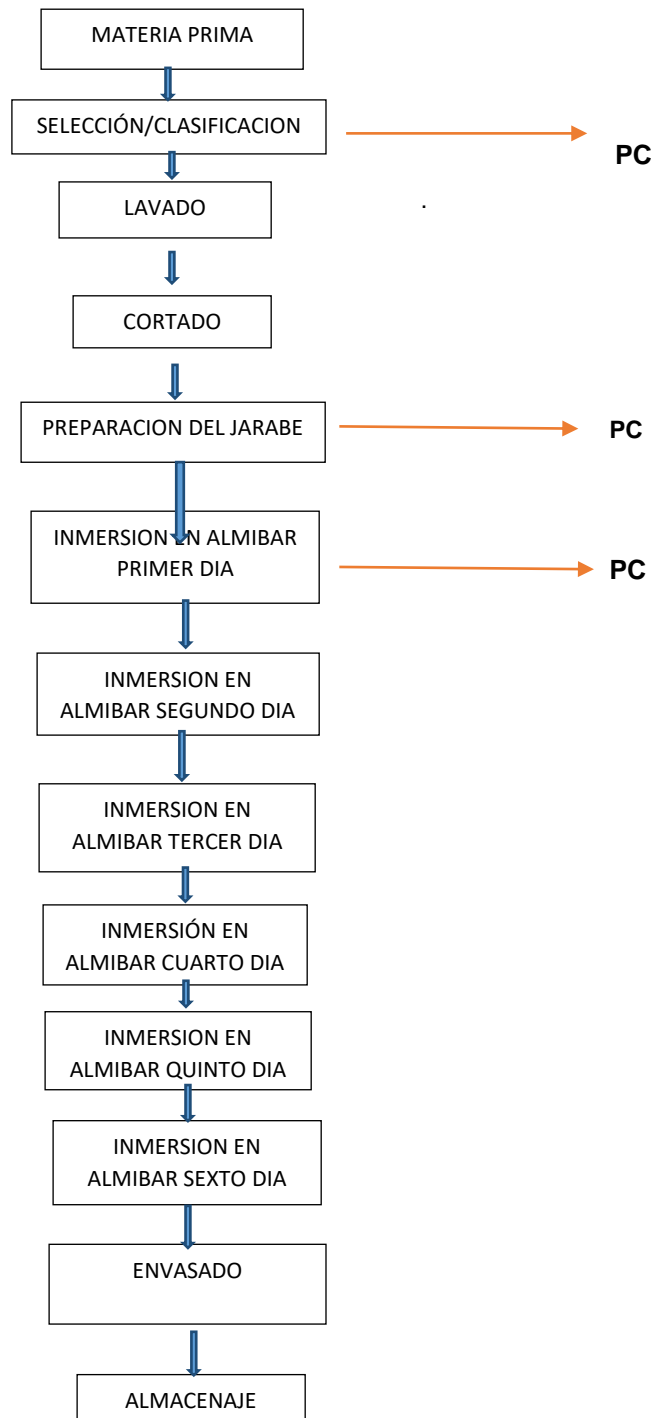 MATERIA PRIMA
SELECCIÓN/CLASIFICACION
PC
LAVADO
.
CORTADO
PREPARACION DEL JARABE
PC
INMERSION EN ALMIBAR
PRIMER DIA
PC
INMERSION EN
ALMIBAR SEGUNDO DIA
INMERSION EN
ALMIBAR TERCER DIA
INMERSIÓN EN
ALMIBAR CUARTO DIA
INMERSION EN
ALMIBAR QUINTO DIA
INMERSION EN
ALMIBAR SEXTO DIA
ENVASADO
ALMACENAJE